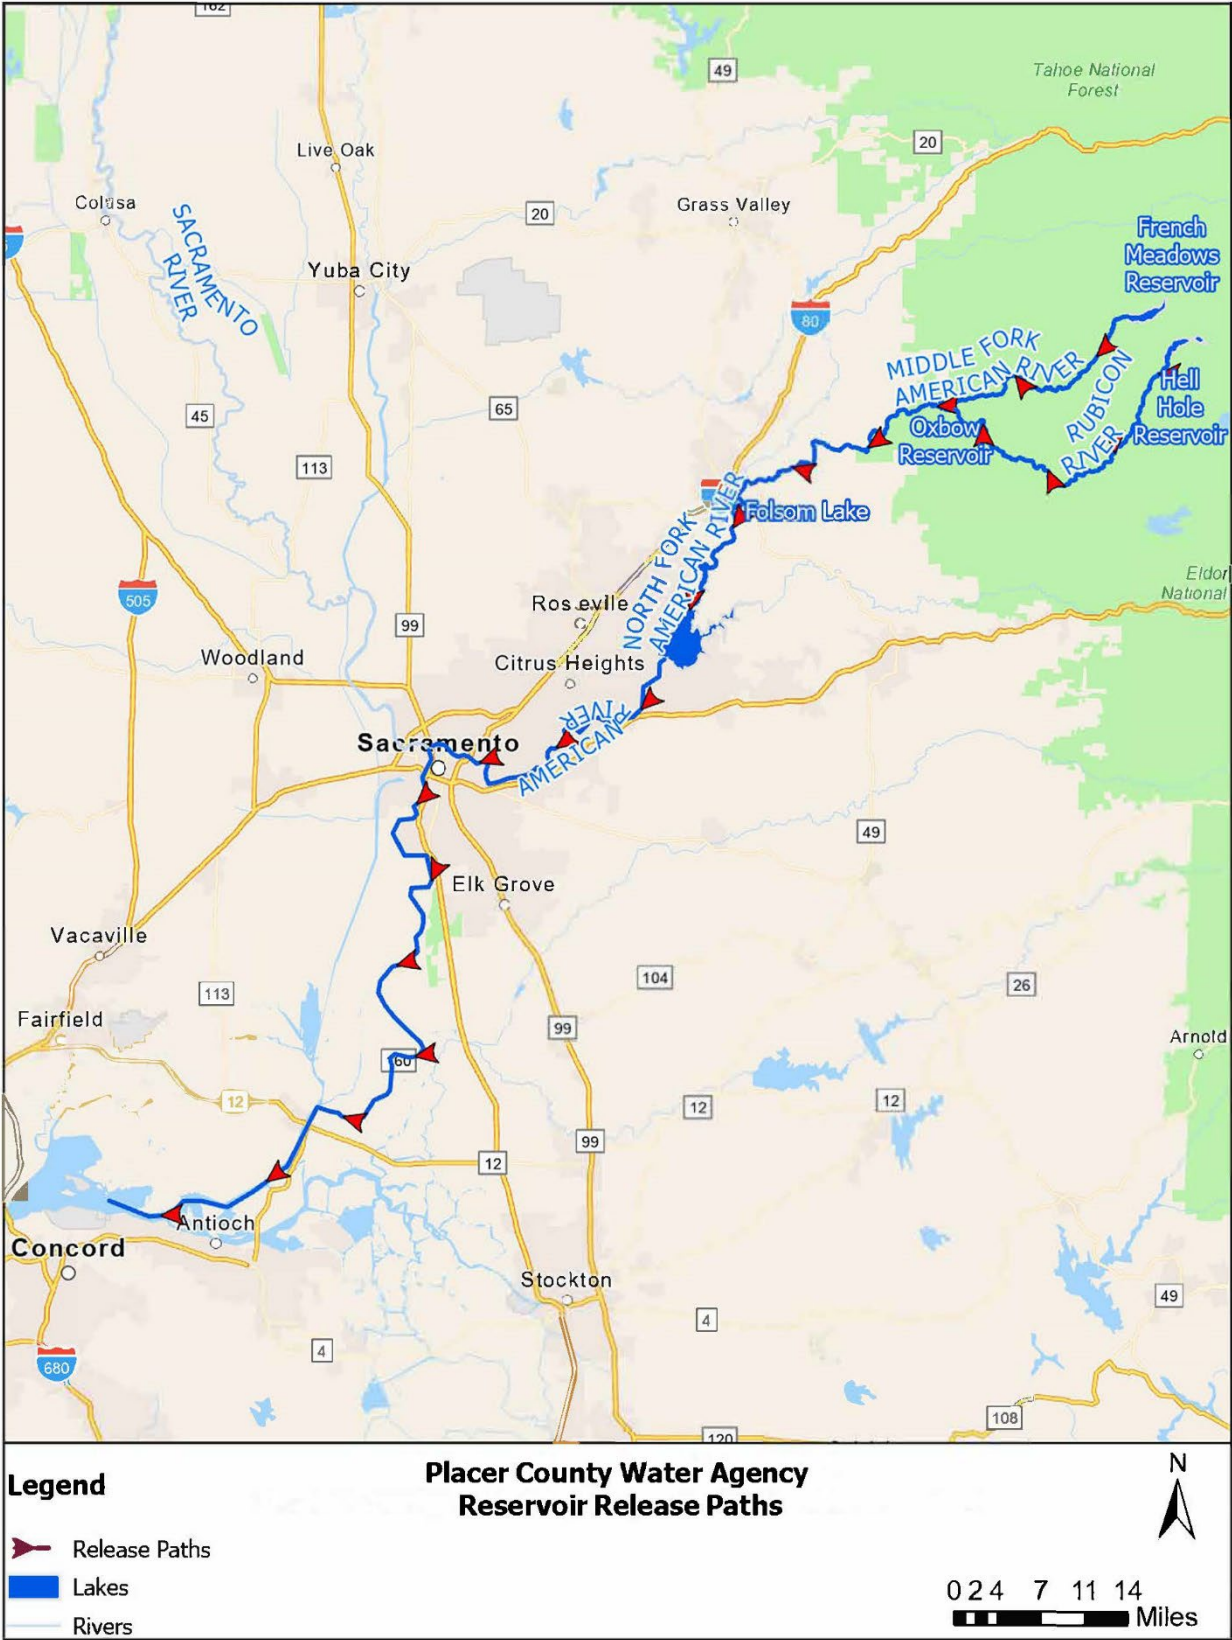 162
49
Tahoe National
Forest
20
Live Oak
Colusa
Grass Valley
20
SACRAMENTO
RIVER
French
Meadows
Reservoir
Yuba City
80
MIDDLE FORK
AMERICAN RIVER
RUBICON
RIVER
Hell
Hole
Reservoir
65
45
Oxbow
Reservoir
113
Folsom Lake
NORTH FORK
AMERICAN RIVER
Eldor
National
505
Roseville
99
Woodland
Citrus Heights
AMERICAN
RIVER
Sacramento
49
Elk Grove
Vacaville
104
26
113
Fairfield
99
Arnold
160
12
12
12
99
12
Antioch
Concord
Stockton
49
4
4
680
108
120
Legend
Placer County Water Agency
Reservoir Release Paths
N
Release Paths
Lakes
0 2 4 7 11 14
Miles
Rivers